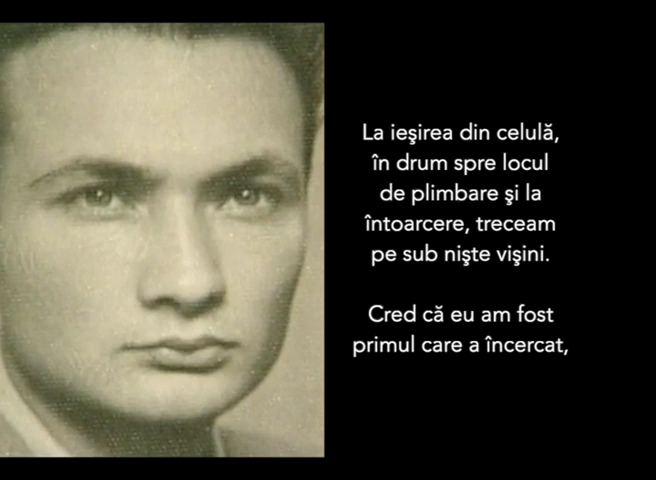 La ieşirea din celulă,
în drum spre locul
de plimbare şi la
întoarcere, treceam
pe sub nişte vişini.
Cred că eu am fost
primul care a încercat,